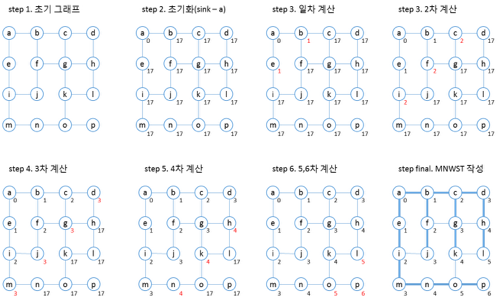 step 1. 초기 그래프
a b c d
e f g h
i j k l
m n o p
step 2. 초기화(sink – a)
a b c d
0 17 17 17
e f g h
17 17 17 17
i j k l
17 17 17 17
m n o p
17 17 17 17
step 3. 일차 계산
a b c d
0 1 17 17
e f g h
1 17 17 17
i j k l
17 17 17 17
m n o p
17 17 17 17
step 3. 2차 계산
a b c d
0 1 2 17
e f g h
1 2 17 17
i j k l
2 17 17 17
m n o p
17 17 17 17
step 4. 3차 계산
a b c d
0 1 2 3
e f g h
1 2 3 17
i j k l
2 3 17 17
m n o p
3 17 17 17
step 5. 4차 계산
a b c d
0 1 2 3
e f g h
1 2 3 4
i j k l
2 3 4 17
m n o p
3 4 17 17
step 6. 5,6차 계산
a b c d
0 1 2 3
e f g h
1 2 3 4
i j k l
2 3 4 5
m n o p
3 4 5 6
step final. MNWST 작성
a b c d
0 1 2 3
e f g h
1 2 3 4
i j k l
2 3 4 5
m n o p
3 4 5 6